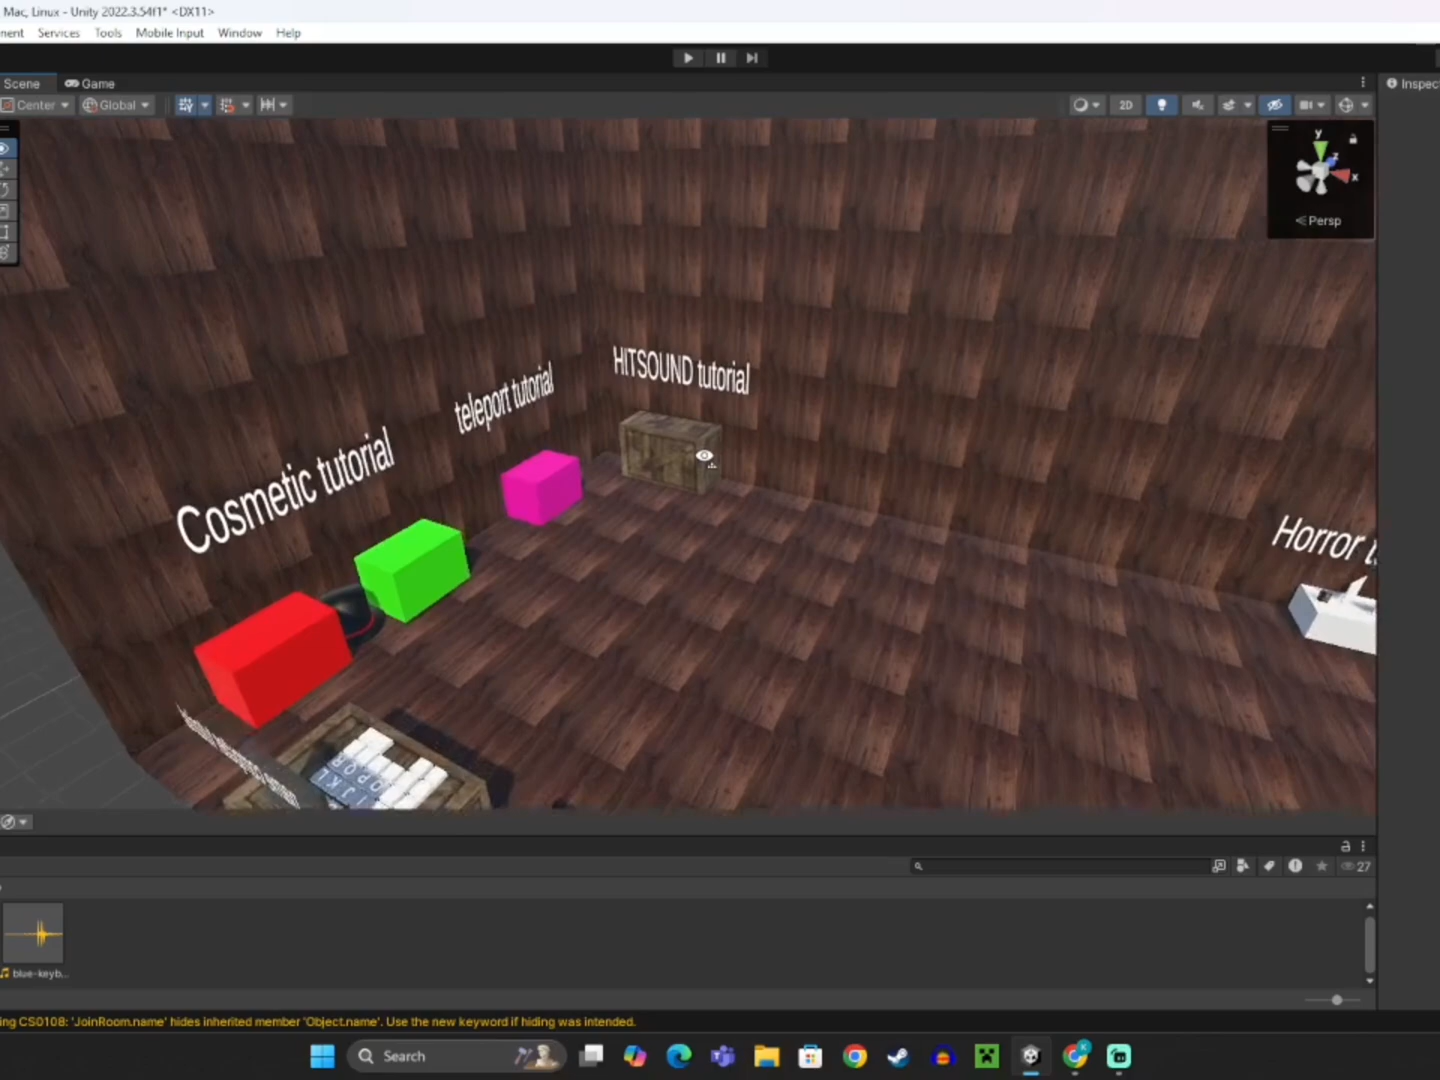 Mac, Linux - Unity 2022.3.54f1* <DX11>
ment Services Tools Mobile Input Window Help
Scene Game
Center Global 2D
Inspec
y
z
x
Persp
HITSOUND tutorial
teleport tutorial
Cosmetic tutorial
Horror t
27
blue-keyb...
ing CS0108: 'JoinRoom.name' hides inherited member 'Object.name'. Use the new keyword if hiding was intended.
Search